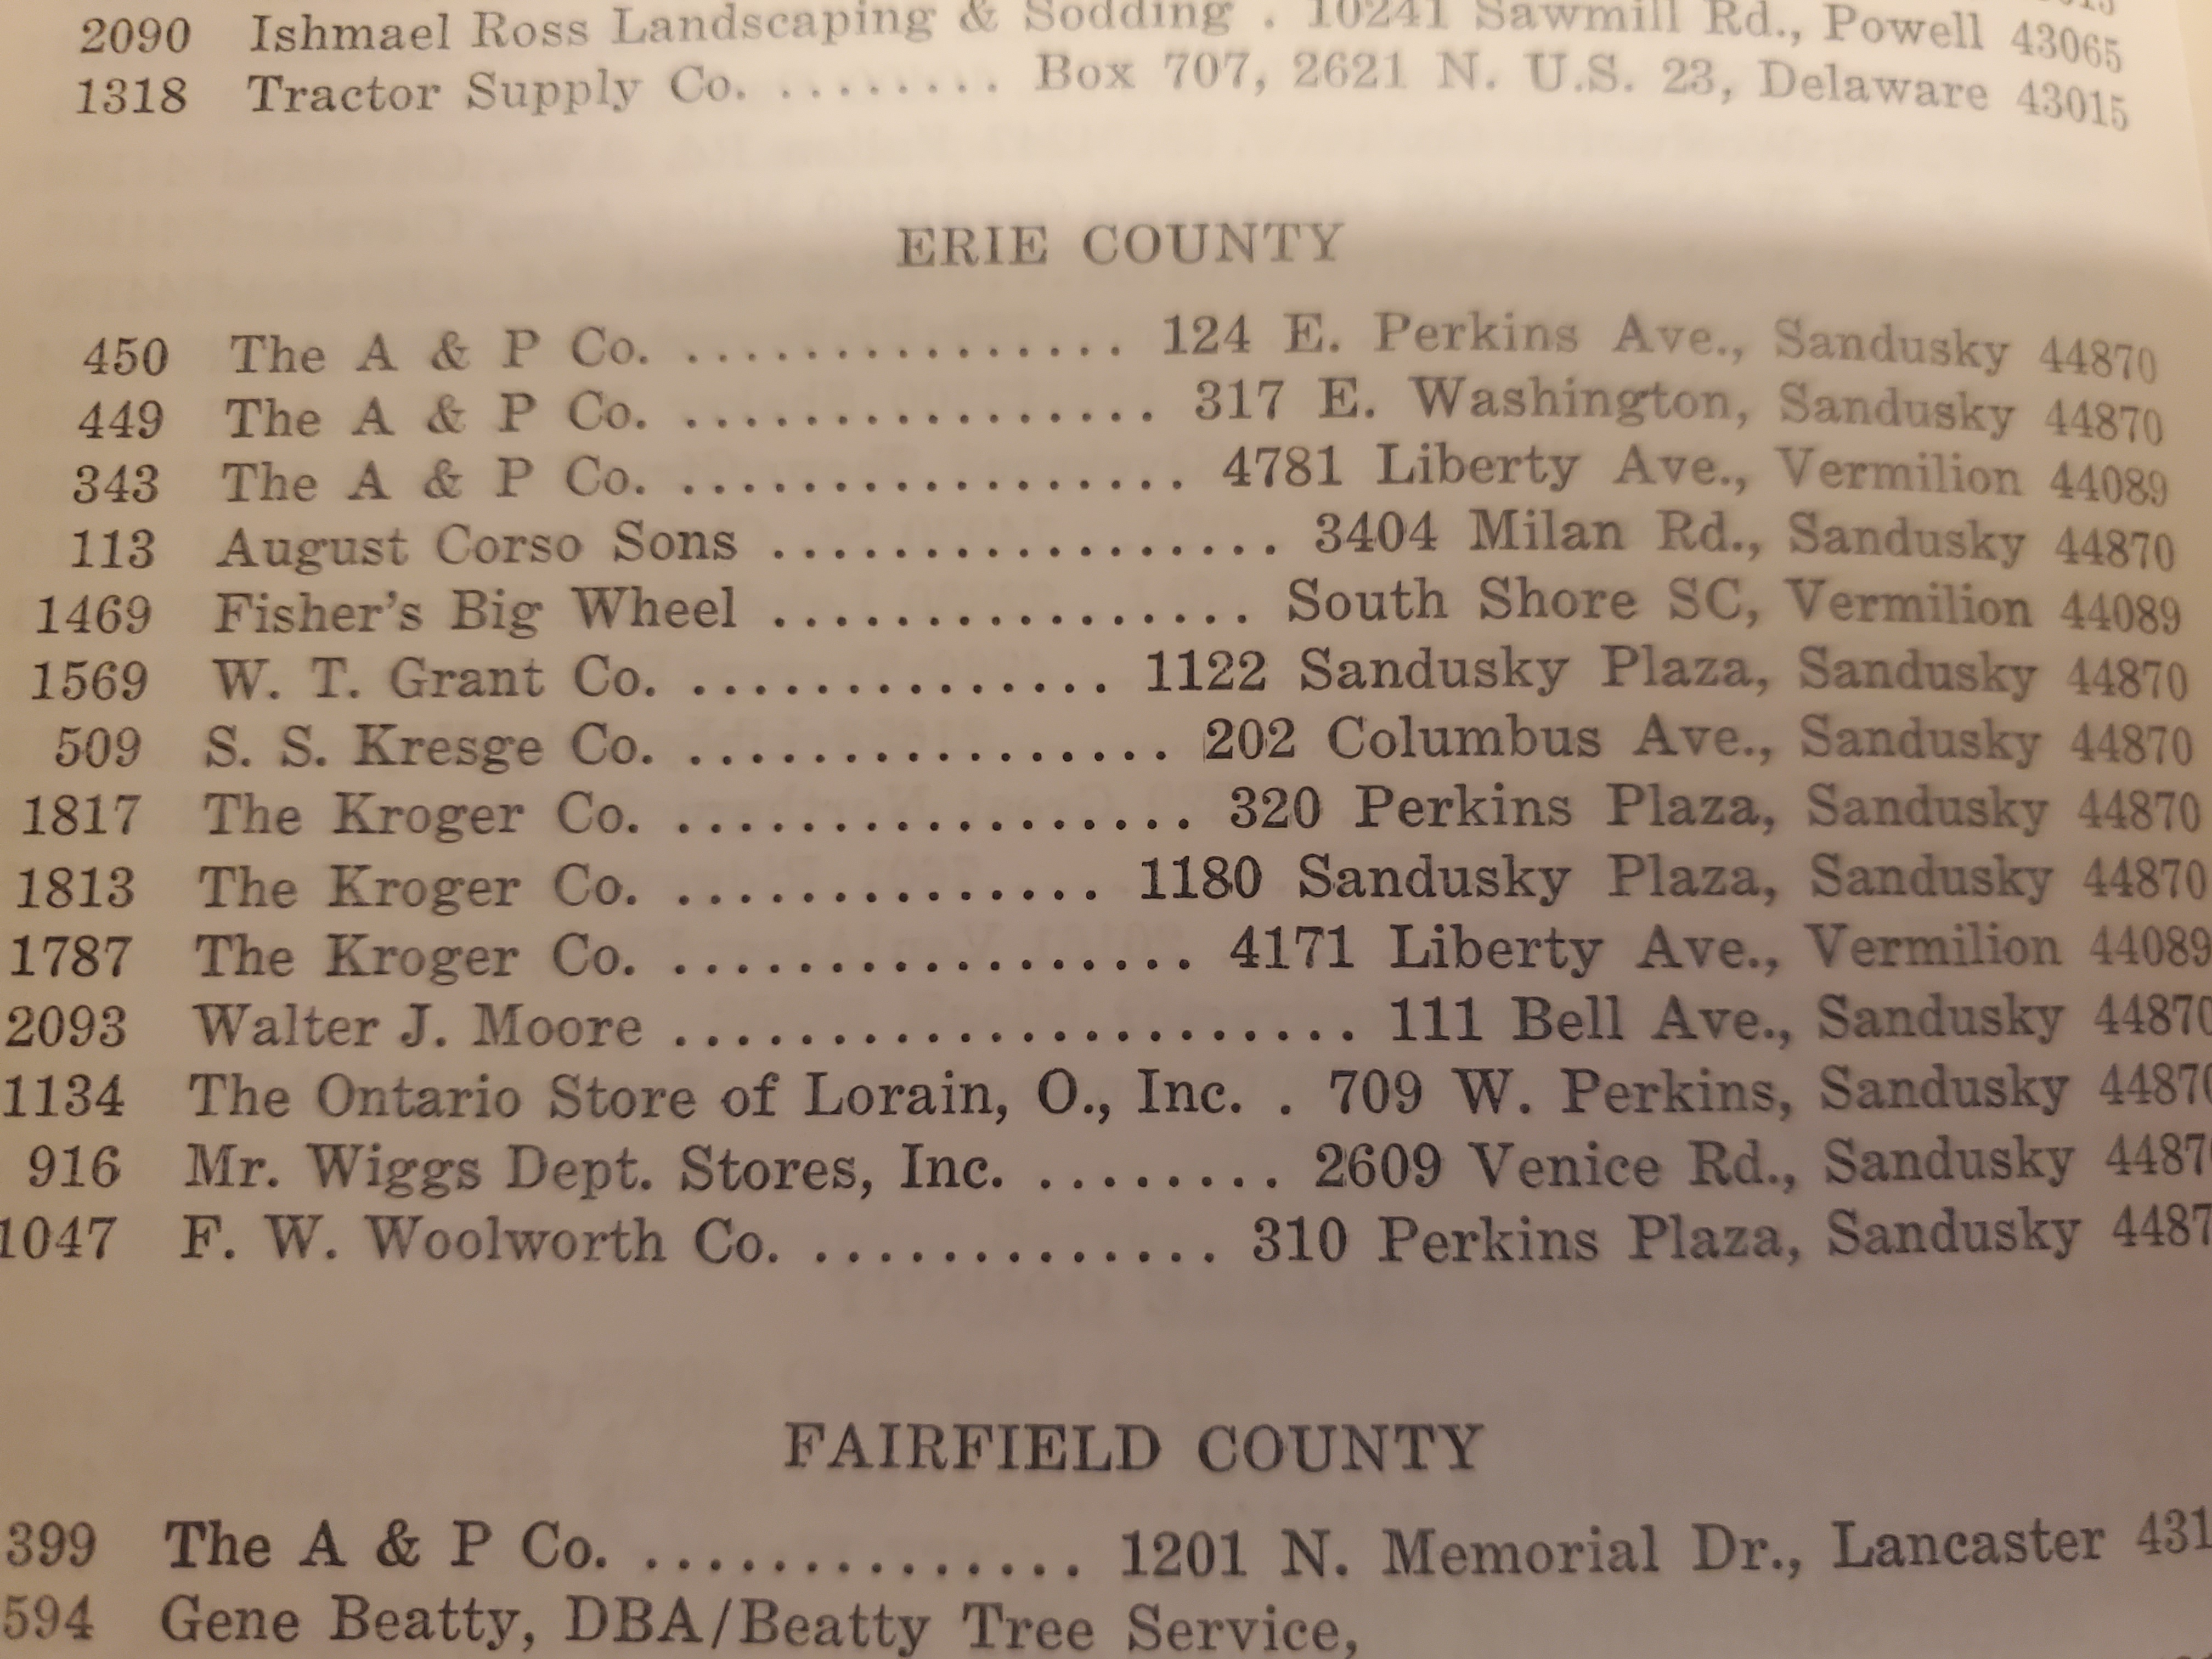 2090 Ishmael Ross Landscaping & Sodding . 10241 Sawmill Rd., Powell 43065
1318 Tractor Supply Co. ........ Box 707, 2621 N. U.S. 23, Delaware 43015
ERIE COUNTY
450 The A & P Co. ............... 124 E. Perkins Ave., Sandusky 44870
449 The A & P Co. ................ 317 E. Washington, Sandusky 44870
343 The A & P Co. ................. 4781 Liberty Ave., Vermilion 44089
113 August Corso Sons ................. 3404 Milan Rd., Sandusky 44870
1469 Fisher's Big Wheel ................ South Shore SC, Vermilion 44089
1569 W. T. Grant Co. .............. 1122 Sandusky Plaza, Sandusky 44870
509 S. S. Kresge Co. ................ 202 Columbus Ave., Sandusky 44870
1817 The Kroger Co. ................. 320 Perkins Plaza, Sandusky 44870
1813 The Kroger Co. .............. 1180 Sandusky Plaza, Sandusky 44870
1787 The Kroger Co. ................. 4171 Liberty Ave., Vermilion 44089
2093 Walter J. Moore ....................... 111 Bell Ave., Sandusky 44870
1134 The Ontario Store of Lorain, O., Inc. . 709 W. Perkins, Sandusky 44870
916 Mr. Wiggs Dept. Stores, Inc. ........ 2609 Venice Rd., Sandusky 4487
1047 F. W. Woolworth Co. ............. 310 Perkins Plaza, Sandusky 4487
FAIRFIELD COUNTY
399 The A & P Co. .............. 1201 N. Memorial Dr., Lancaster 431
594 Gene Beatty, DBA/Beatty Tree Service,